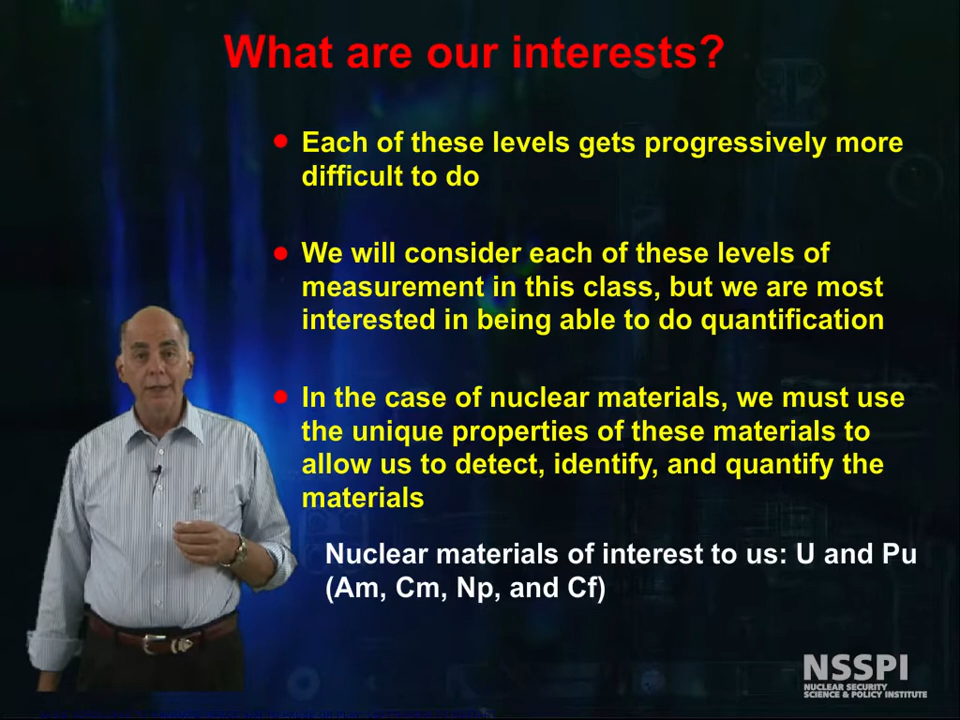 What are our interests?
Each of these levels gets progressively more
difficult to do
We will consider each of these levels of
measurement in this class, but we are most
interested in being able to do quantification
In the case of nuclear materials, we must use
the unique properties of these materials to
allow us to detect, identify, and quantify the
materials
Nuclear materials of interest to us: U and Pu
(Am, Cm, Np, and Cf)
NSSPI
NUCLEAR SECURITY
SCIENCE & POLICY INSTITUTE